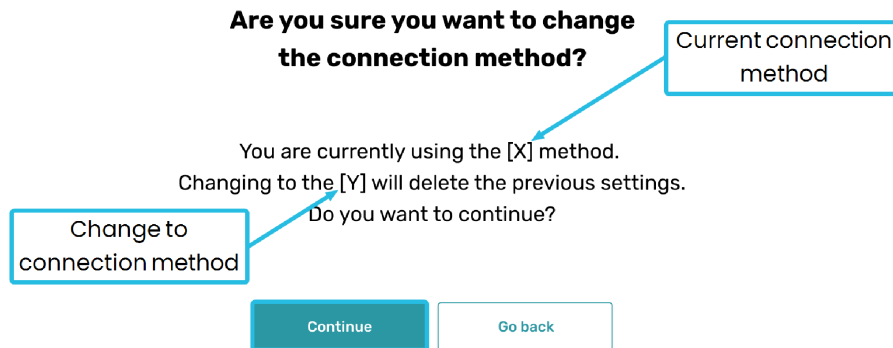 Are you sure you want to change
the connection method?
Current connection
method
You are currently using the [X] method.
Changing to the [Y] will delete the previous settings.
Do you want to continue?
Change to
connection method
Continue
Go back